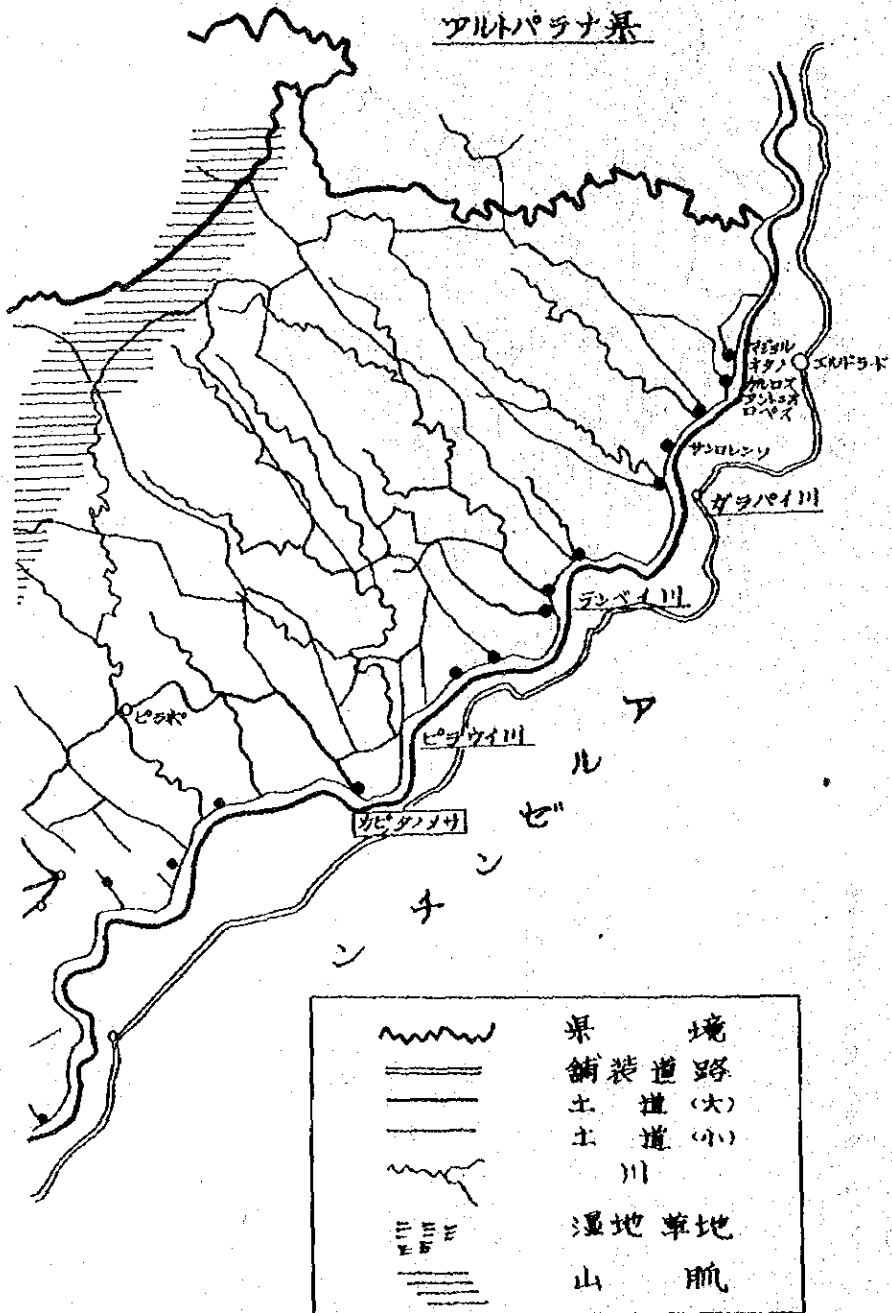 アルトパラナ県
マジョル
オタノ
カルロス
アントニオ
ロペス
エルドラード
サンロレンソ
ガラパイ川
テンベイ川
ピラポ
ピラウイ川
カピタンメサ
アルゼンチン
県 境
舗装道路
土 道 (大)
土 道 (小)
川
湿地 草地
山 脈